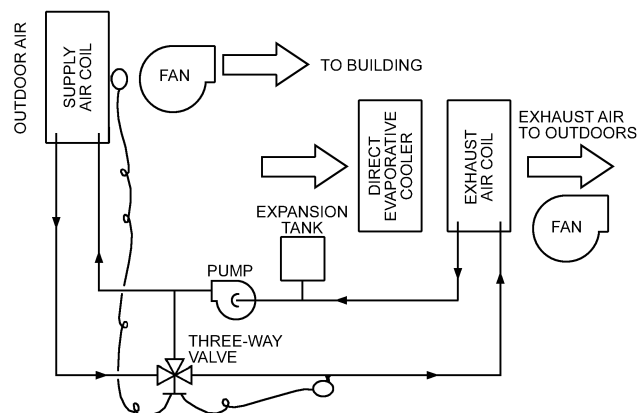 OUTDOOR AIR
SUPPLY
AIR COIL
FAN
TO BUILDING
DIRECT
EVAPORATIVE
COOLER
EXHAUST
AIR COIL
EXHAUST AIR
TO OUTDOORS
FAN
EXPANSION
TANK
PUMP
THREE-WAY
VALVE